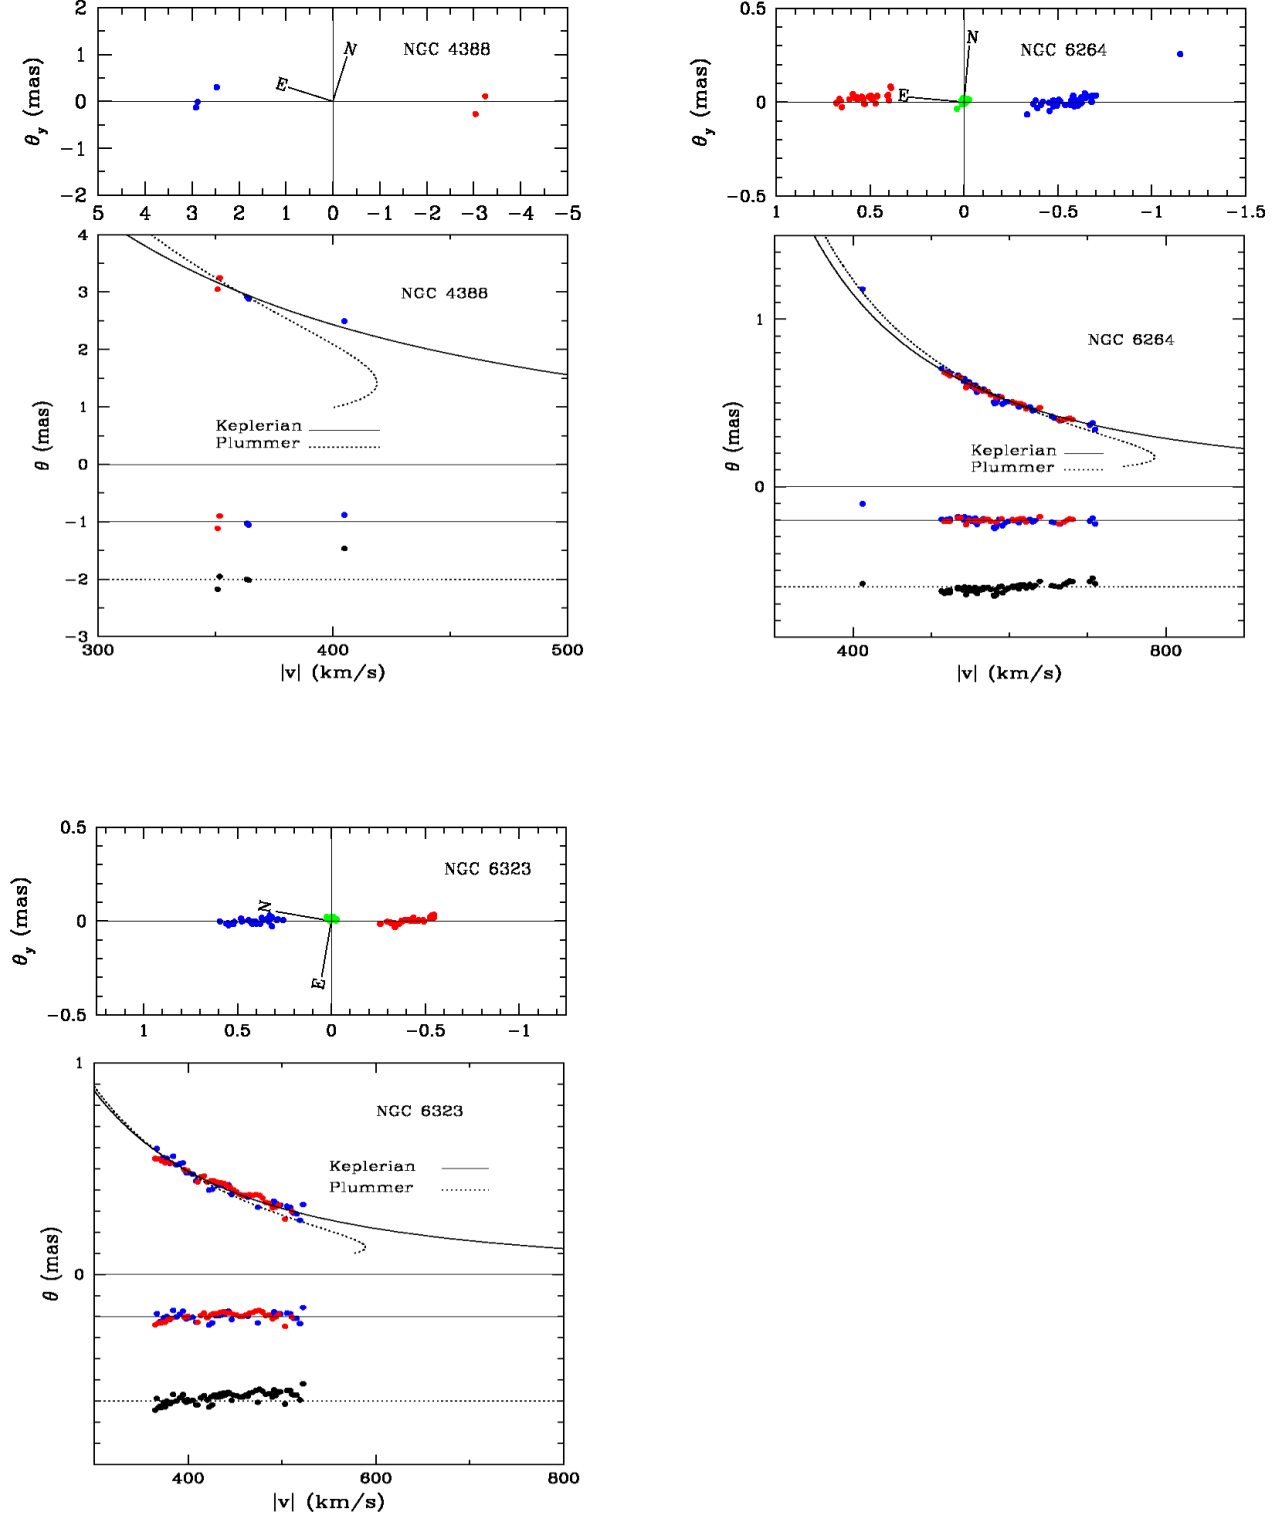 NGC 4388
N
E
θy (mas)
2
1
0
−1
−2
5 4 3 2 1 0 −1 −2 −3 −4 −5
NGC 4388
Keplerian
Plummer
θ (mas)
4
3
2
1
0
−1
−2
−3
300 400 500
|v| (km/s)
NGC 6264
N
E
θy (mas)
0.5
0
−0.5
1 0.5 0 −0.5 −1 −1.5
NGC 6264
Keplerian
Plummer
θ (mas)
1
0
400 600 800
|v| (km/s)
NGC 6323
N
E
θy (mas)
0.5
0
−0.5
1 0.5 0 −0.5 −1
NGC 6323
Keplerian
Plummer
θ (mas)
1
0
400 600 800
|v| (km/s)